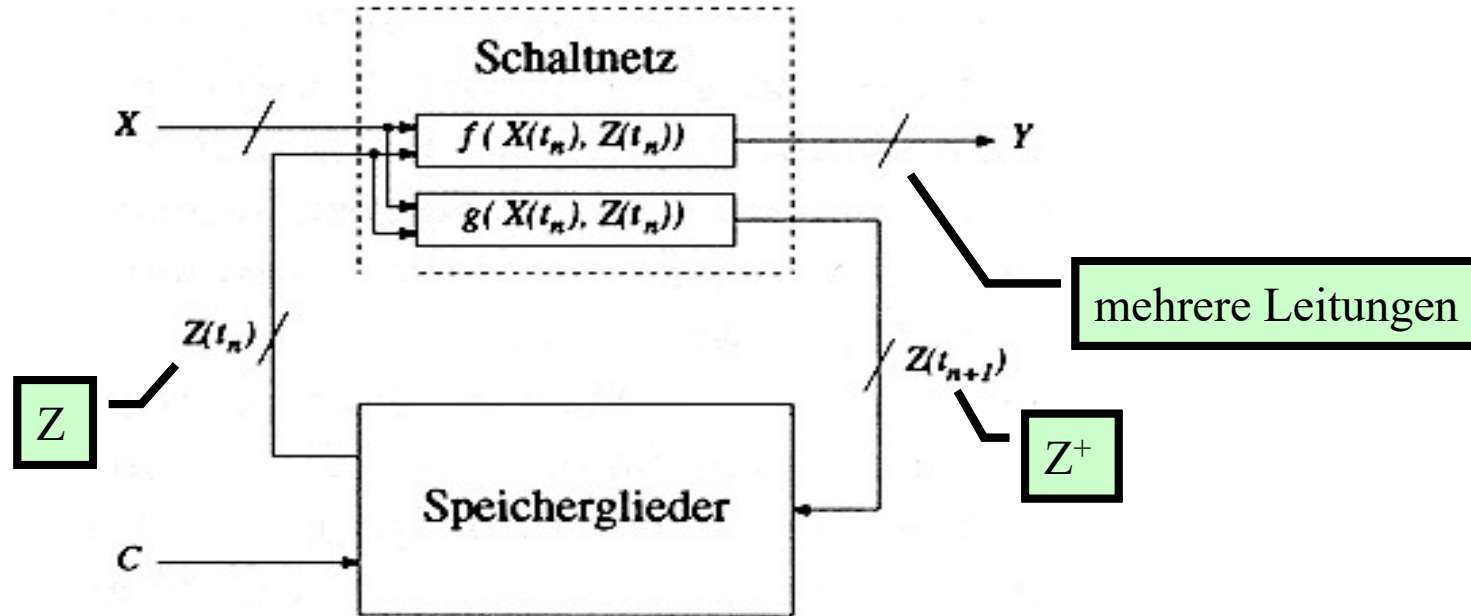 Schaltnetz
X
f ( X(tₙ), Z(tₙ))
Y
g( X(tₙ), Z(tₙ))
mehrere Leitungen
Z(tₙ)
Z(tₙ₊₁)
Z
Z⁺
Speicherglieder
C